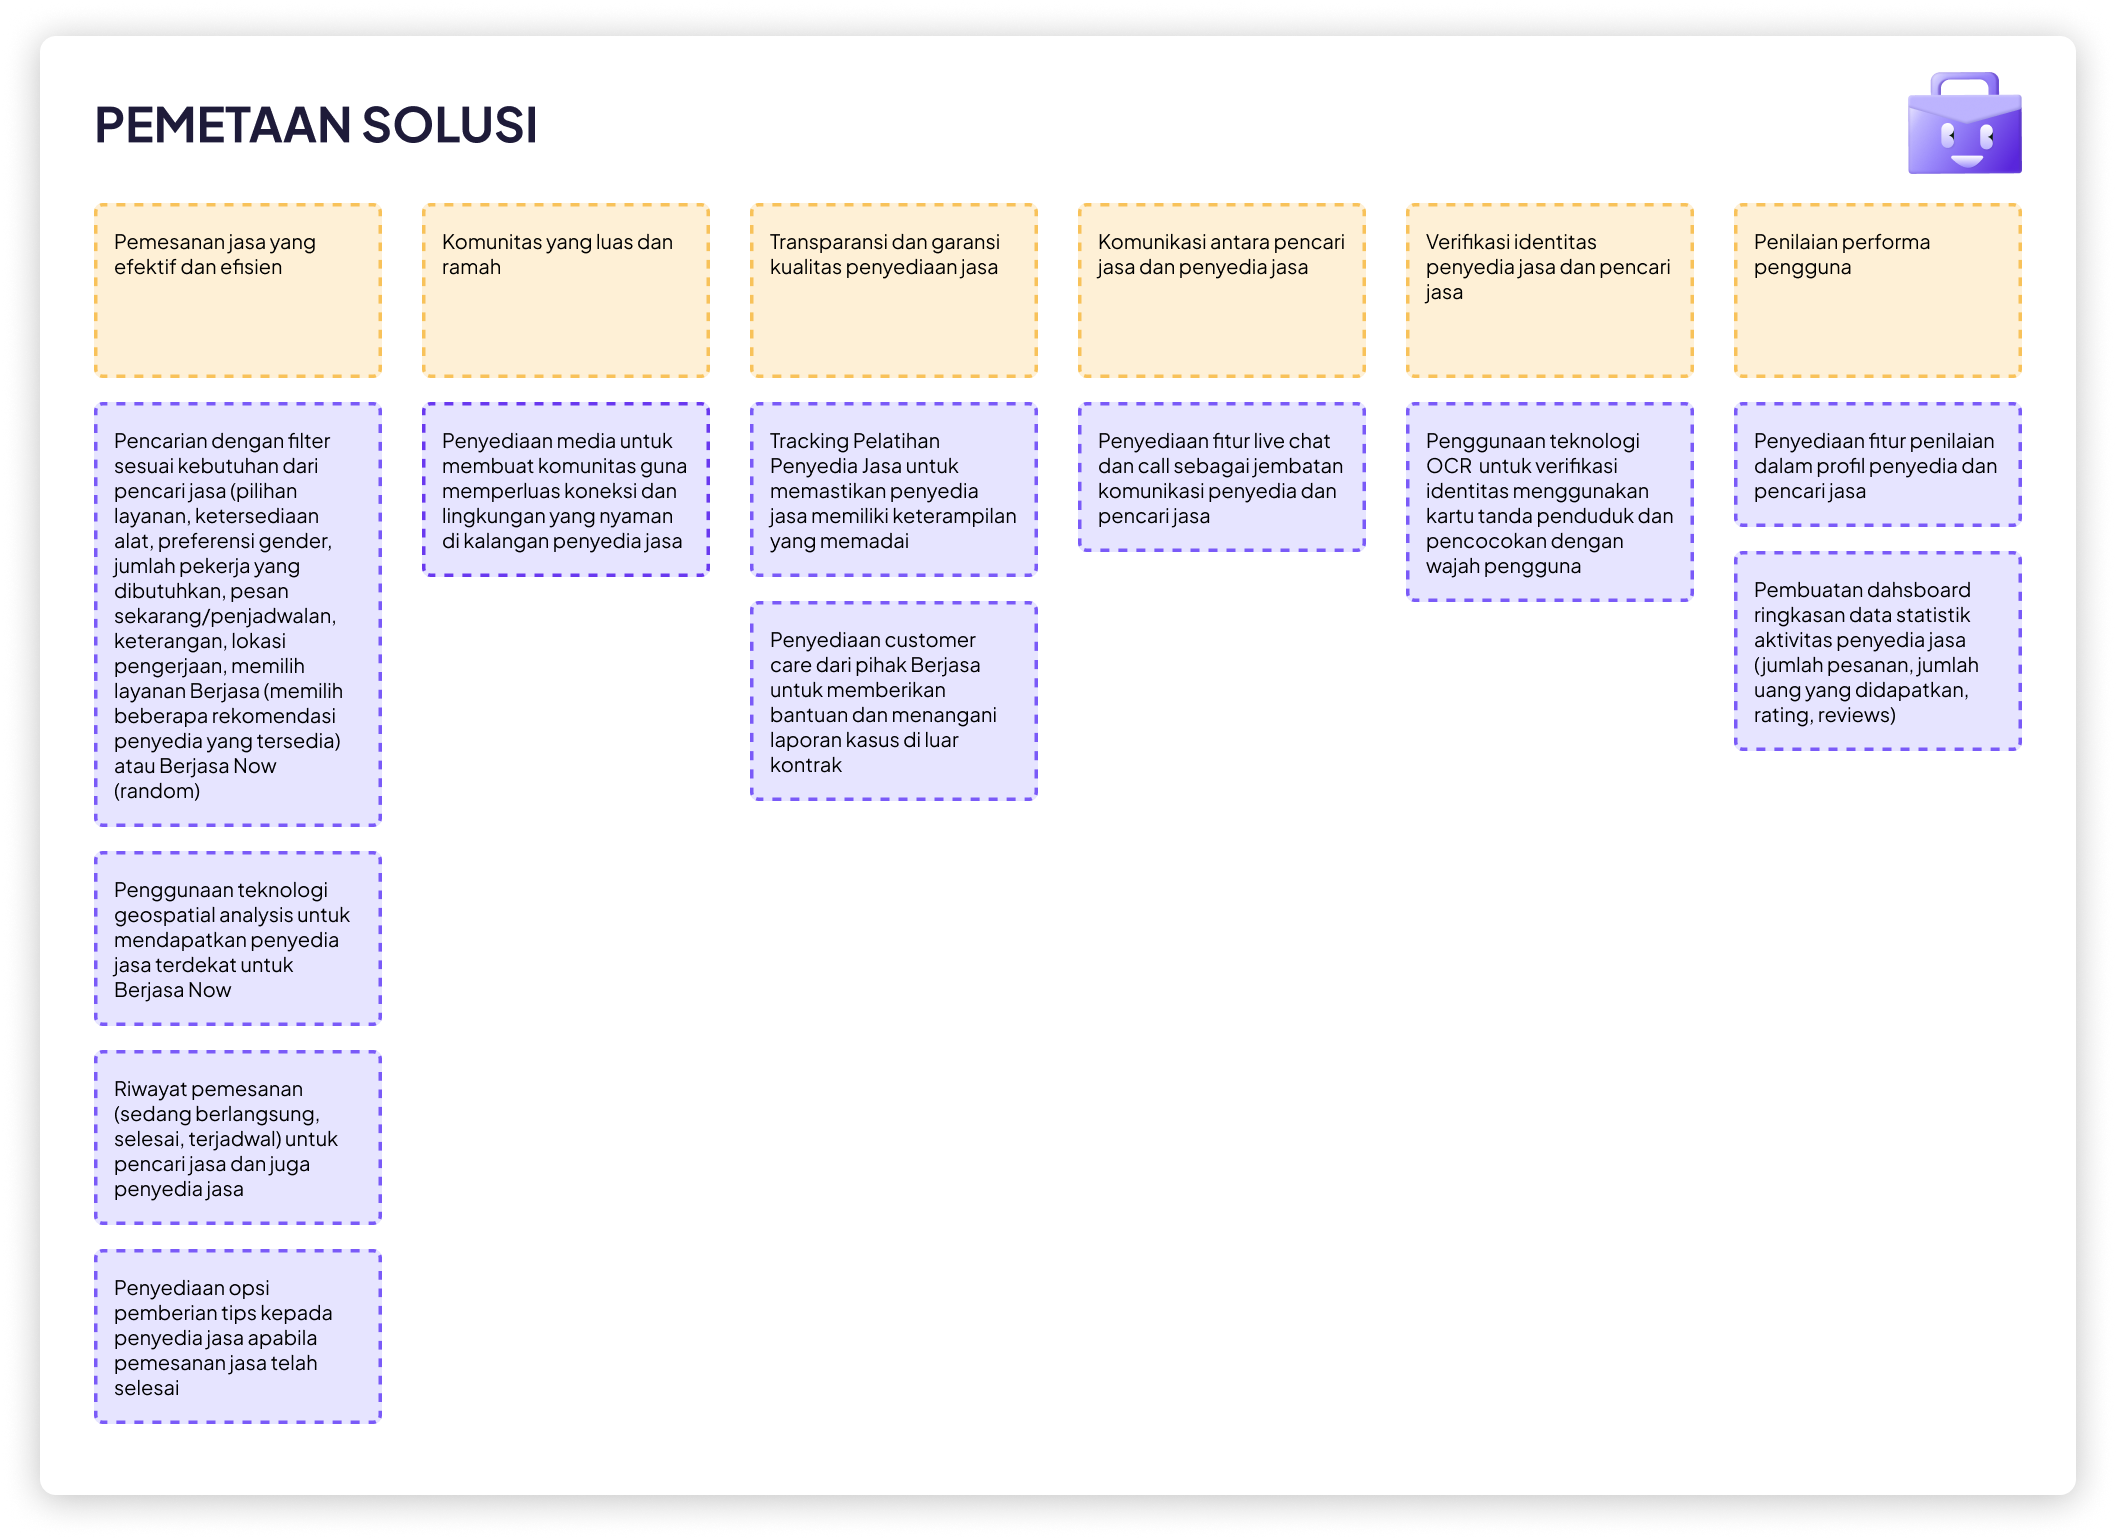 PEMETAAN SOLUSI
Pemesanan jasa yang
efektif dan efisien
Komunitas yang luas dan
ramah
Transparansi dan garansi
kualitas penyediaan jasa
Komunikasi antara pencari
jasa dan penyedia jasa
Verifikasi identitas
penyedia jasa dan pencari
jasa
Penilaian performa
pengguna
Pencarian dengan filter
sesuai kebutuhan dari
pencari jasa (pilihan
layanan, ketersediaan
alat, preferensi gender,
jumlah pekerja yang
dibutuhkan, pesan
sekarang/penjadwalan,
keterangan, lokasi
pengerjaan, memilih
layanan Berjasa (memilih
beberapa rekomendasi
penyedia yang tersedia)
atau Berjasa Now
(random)
Penggunaan teknologi
geospatial analysis untuk
mendapatkan penyedia
jasa terdekat untuk
Berjasa Now
Riwayat pemesanan
(sedang berlangsung,
selesai, terjadwal) untuk
pencari jasa dan juga
penyedia jasa
Penyediaan opsi
pemberian tips kepada
penyedia jasa apabila
pemesanan jasa telah
selesai
Penyediaan media untuk
membuat komunitas guna
memperluas koneksi dan
lingkungan yang nyaman
di kalangan penyedia jasa
Tracking Pelatihan
Penyedia Jasa untuk
memastikan penyedia
jasa memiliki keterampilan
yang memadai
Penyediaan customer
care dari pihak Berjasa
untuk memberikan
bantuan dan menangani
laporan kasus di luar
kontrak
Penyediaan fitur live chat
dan call sebagai jembatan
komunikasi penyedia dan
pencari jasa
Penggunaan teknologi
OCR untuk verifikasi
identitas menggunakan
kartu tanda penduduk dan
pencocokan dengan
wajah pengguna
Penyediaan fitur penilaian
dalam profil penyedia dan
pencari jasa
Pembuatan dahsboard
ringkasan data statistik
aktivitas penyedia jasa
(jumlah pesanan, jumlah
uang yang didapatkan,
rating, reviews)